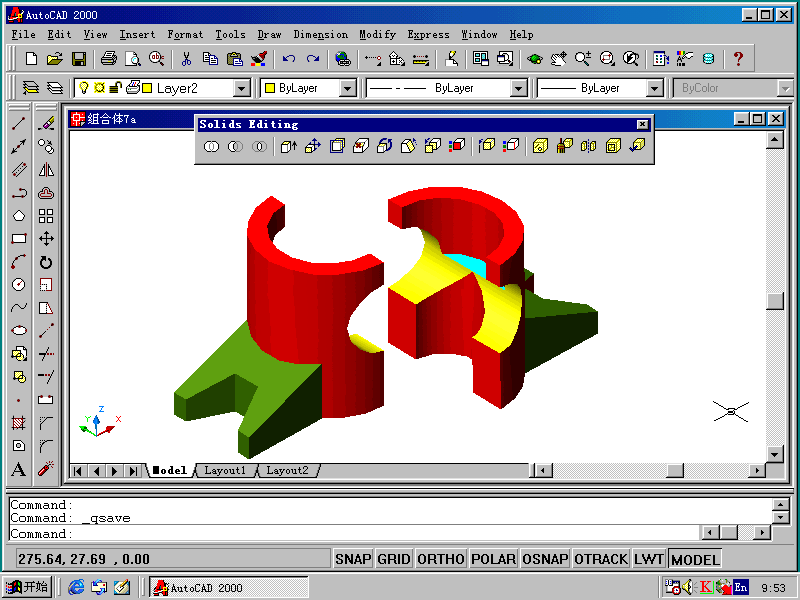 AutoCAD 2000
File Edit View Insert Format Tools Draw Dimension Modify Express Window Help
Layer2 ByLayer ByLayer ByLayer ByColor
组合体7a
Solids Editing
Z
X
Y
Model Layout1 Layout2
Command:
Command: _qsave
Command:
275.64, 27.69 , 0.00 SNAP GRID ORTHO POLAR OSNAP OTRACK LWT MODEL
开始 AutoCAD 2000 K En 9:53